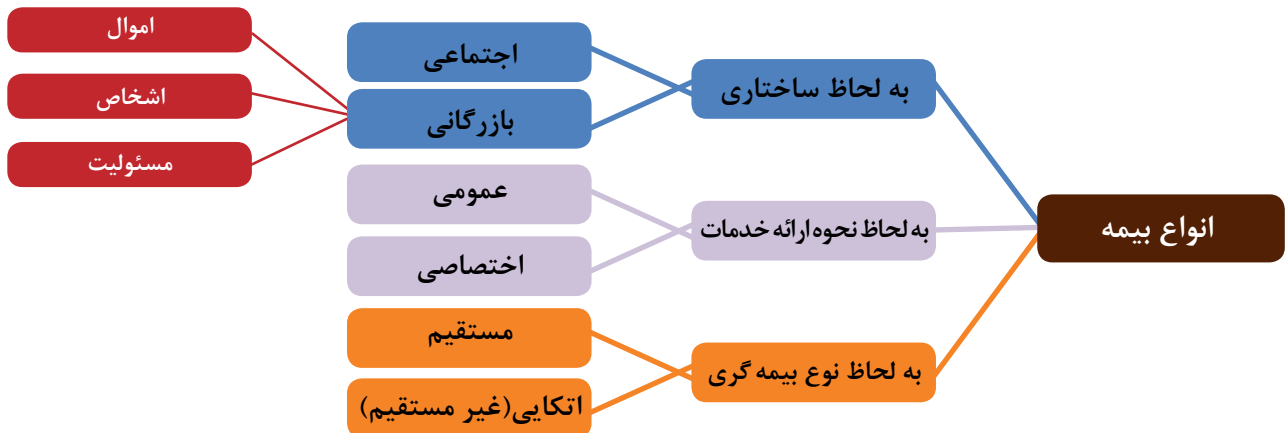 انواع بیمه
به لحاظ ساختاری
اجتماعی
بازرگانی
اموال
اشخاص
مسئولیت
به لحاظ نحوه ارائه خدمات
عمومی
اختصاصی
به لحاظ نوع بیمه گری
مستقیم
اتکایی(غیر مستقیم)